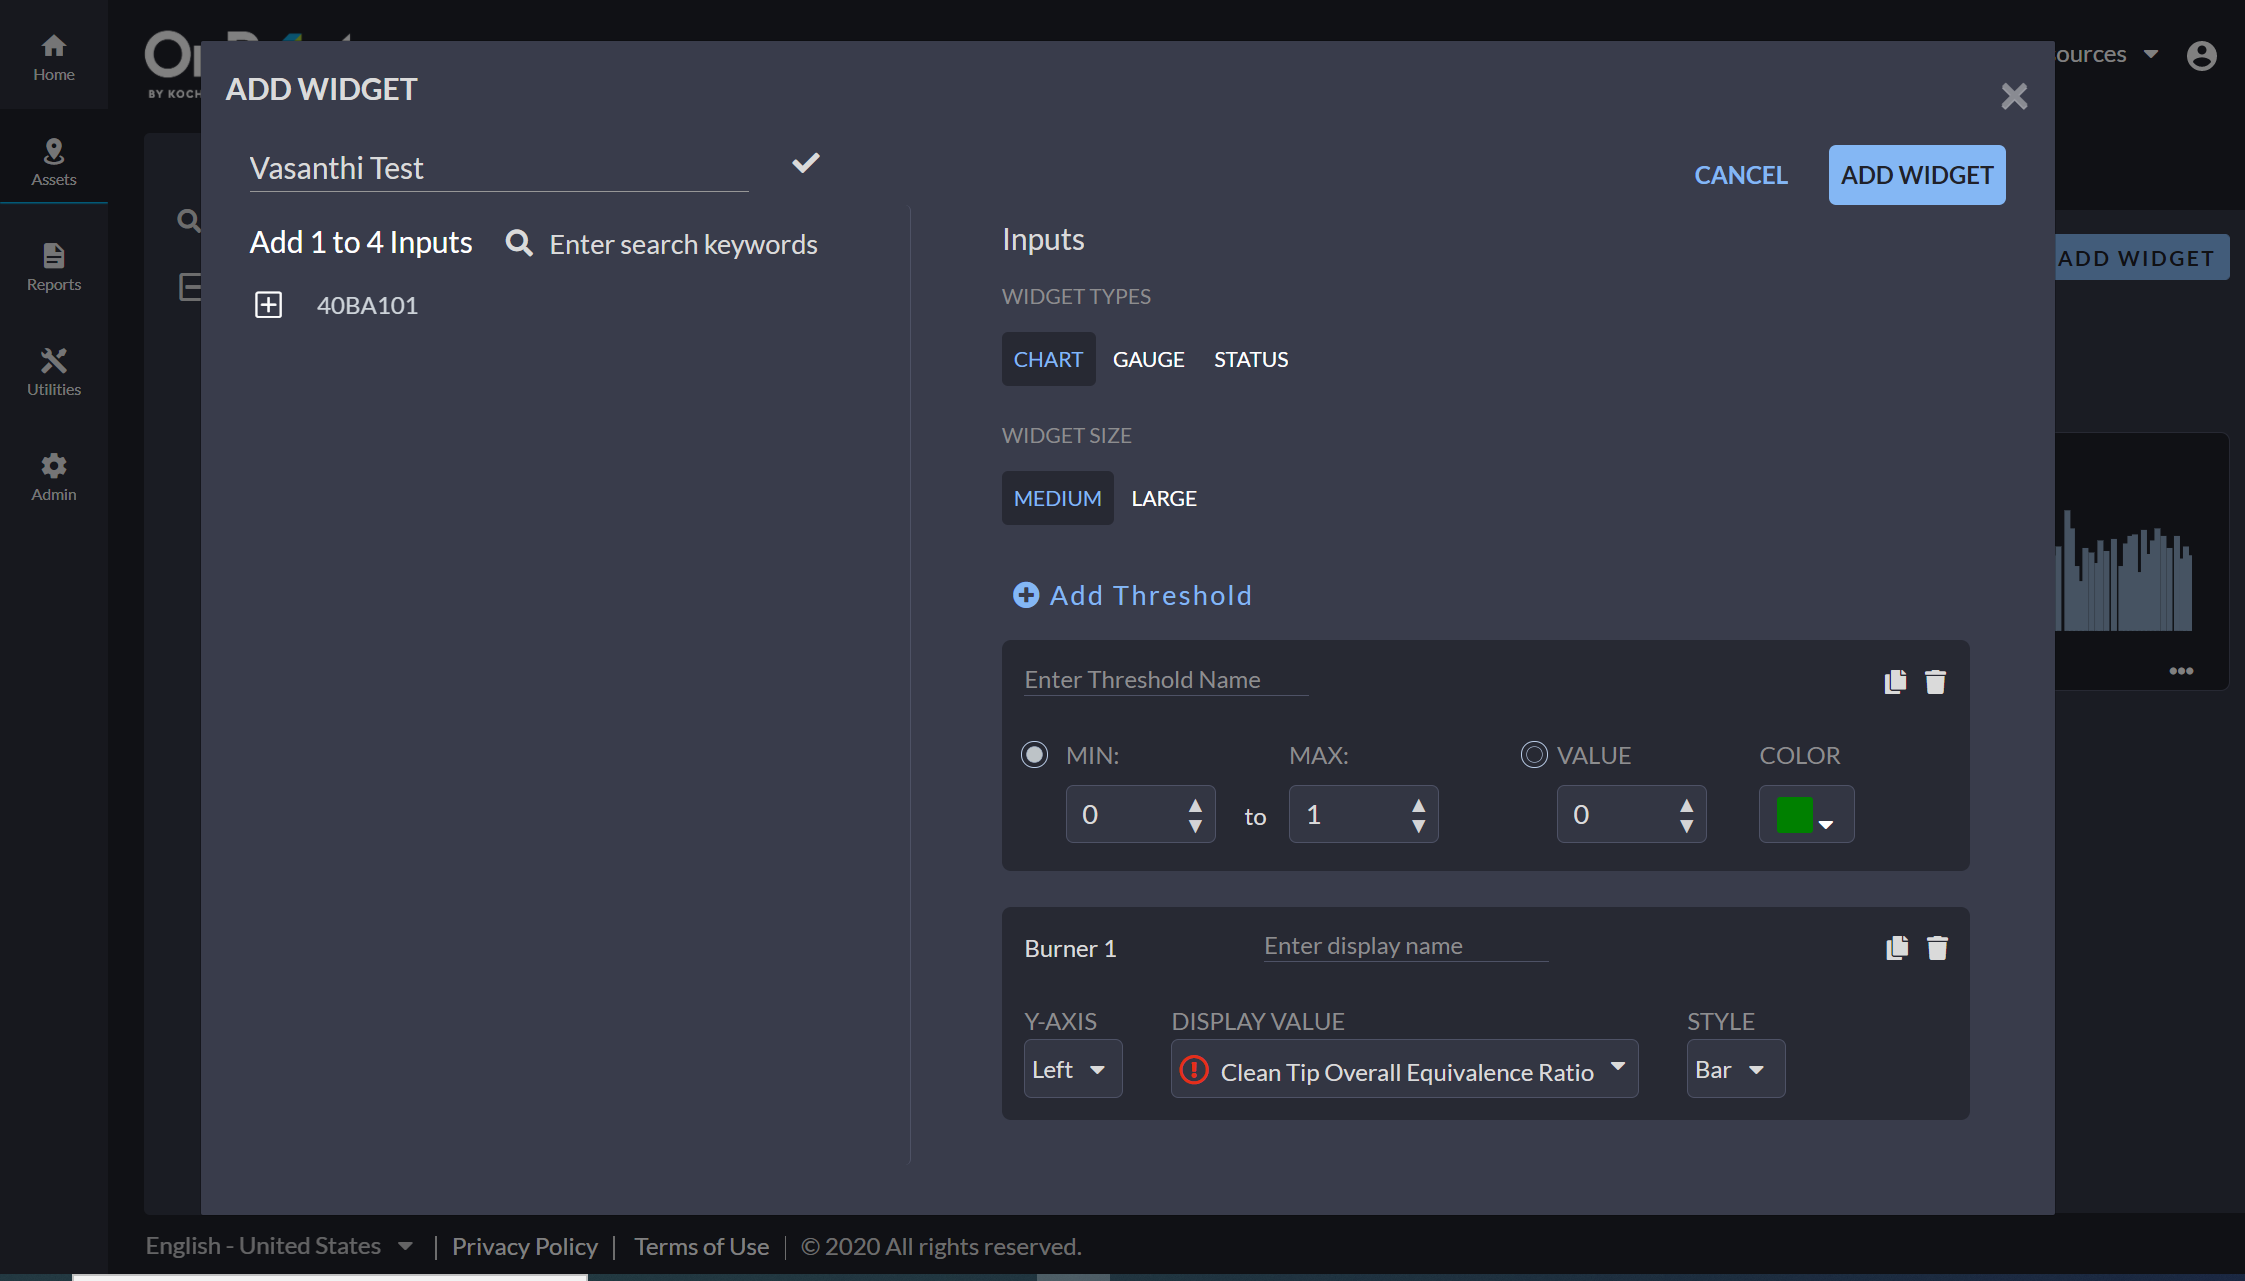 Home
Assets
Reports
Utilities
Admin
BY KOCH
ADD WIDGET
Vasanthi Test
CANCEL
ADD WIDGET
Add 1 to 4 Inputs
Enter search keywords
40BA101
Inputs
WIDGET TYPES
CHART GAUGE STATUS
WIDGET SIZE
MEDIUM LARGE
Add Threshold
Enter Threshold Name
MIN: MAX: VALUE COLOR
0 to 1 0
Burner 1 Enter display name
Y-AXIS DISPLAY VALUE STYLE
Left Clean Tip Overall Equivalence Ratio Bar
ADD WIDGET
English - United States | Privacy Policy | Terms of Use | © 2020 All rights reserved.